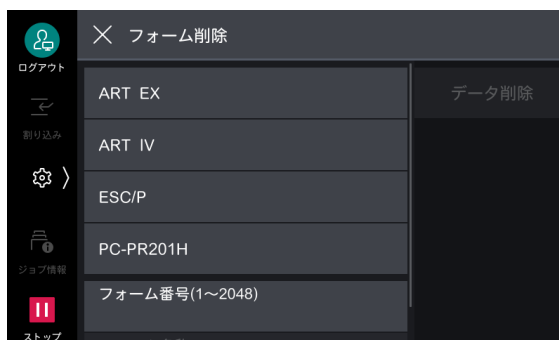 フォーム削除
ログアウト
ART EX
データ削除
割り込み
ART IV
ESC/P
PC-PR201H
ジョブ情報
フォーム番号(1～2048)
ストップ